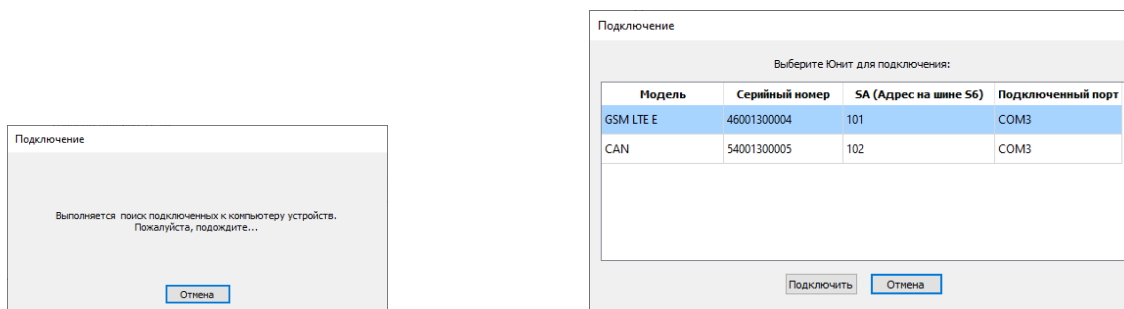 Подключение
Выполняется поиск подключенных к компьютеру устройств.
Пожалуйста, подождите...
Отмена
Подключение
Выберите Юнит для подключения:
Модель Серийный номер SA (Адрес на шине S6) Подключенный порт
GSM LTE E 46001300004 101 COM3
CAN 54001300005 102 COM3
Подключить Отмена